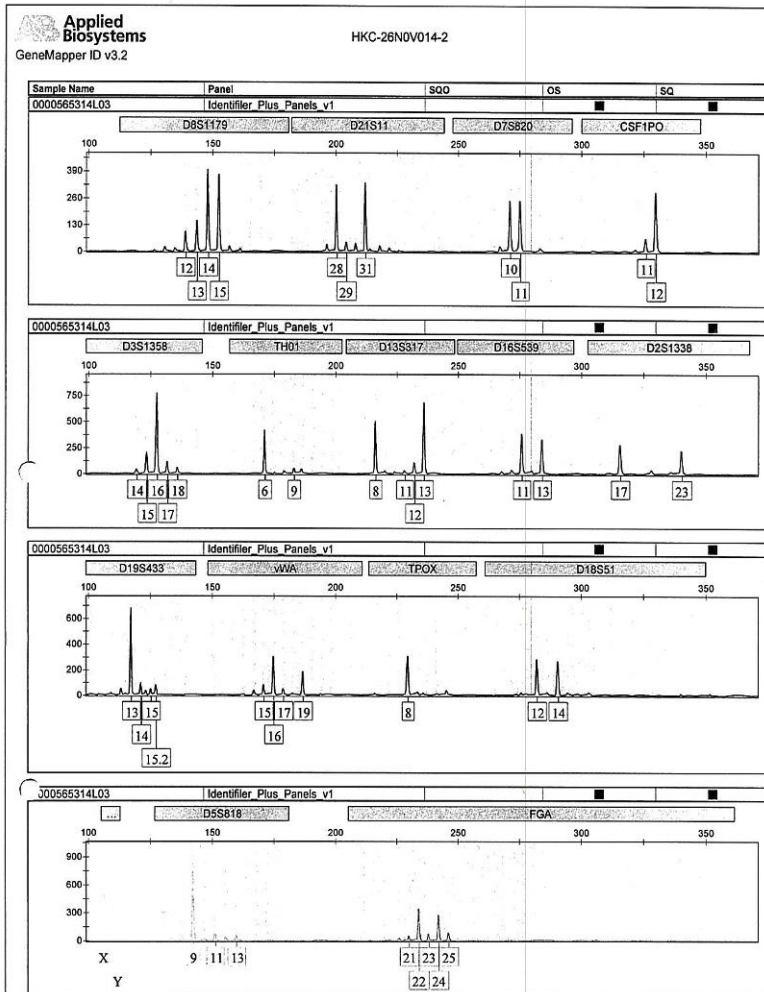 Applied
Biosystems
HKC-26N0V014-2
GeneMapper ID v3.2
Sample Name Panel SQO OS SQ
0000565314L03 Identifiler_Plus_Panels_v1
D8S1179 D21S11 D7S820 CSF1PO
100 150 200 250 300 350
390
260
130
0
12 14 28 31 10 11
13 15 29 11 12
0000565314L03 Identifiler_Plus_Panels_v1
D3S1358 TH01 D13S317 D16S539 D2S1338
100 150 200 250 300 350
750
500
250
0
14 16 18 6 9 8 11 13 11 13 17 23
15 17 12
0000565314L03 Identifiler_Plus_Panels_v1
D19S433 vWA TPOX D18S51
100 150 200 250 300 350
600
400
200
0
13 15 15 17 19 8 12 14
14 16
15.2
J00565314L03 Identifiler_Plus_Panels_v1
... D5S818 FGA
100 150 200 250 300 350
900
600
300
0
X 9 11 13 21 23 25
Y 22 24